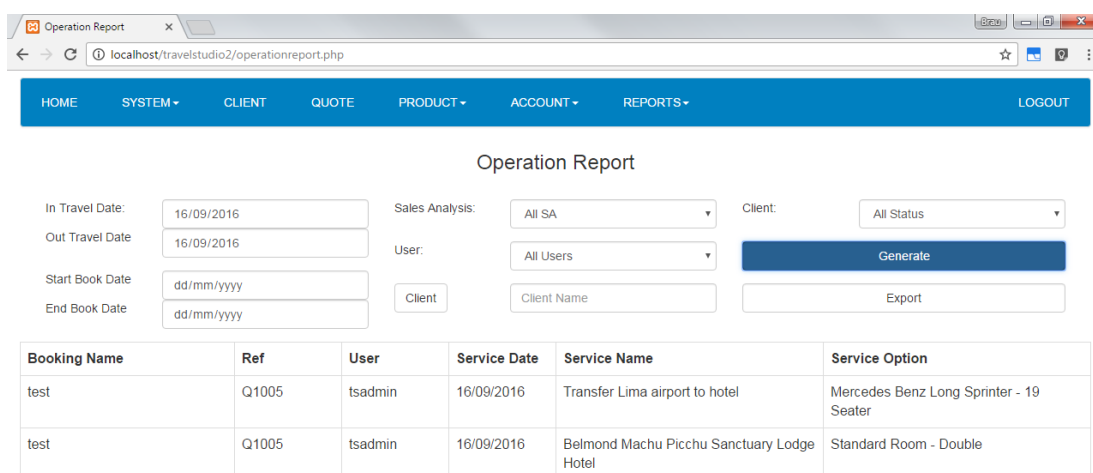 Operation Report
Brau
localhost/travelstudio2/operationreport.php
HOME SYSTEM CLIENT QUOTE PRODUCT ACCOUNT REPORTS LOGOUT
Operation Report
In Travel Date: 16/09/2016 Sales Analysis: All SA Client: All Status
Out Travel Date 16/09/2016 User: All Users Generate
Start Book Date dd/mm/yyyy Client Client Name Export
End Book Date dd/mm/yyyy
Booking Name Ref User Service Date Service Name Service Option
test Q1005 tsadmin 16/09/2016 Transfer Lima airport to hotel Mercedes Benz Long Sprinter - 19
Seater
test Q1005 tsadmin 16/09/2016 Belmond Machu Picchu Sanctuary Lodge Standard Room - Double
Hotel